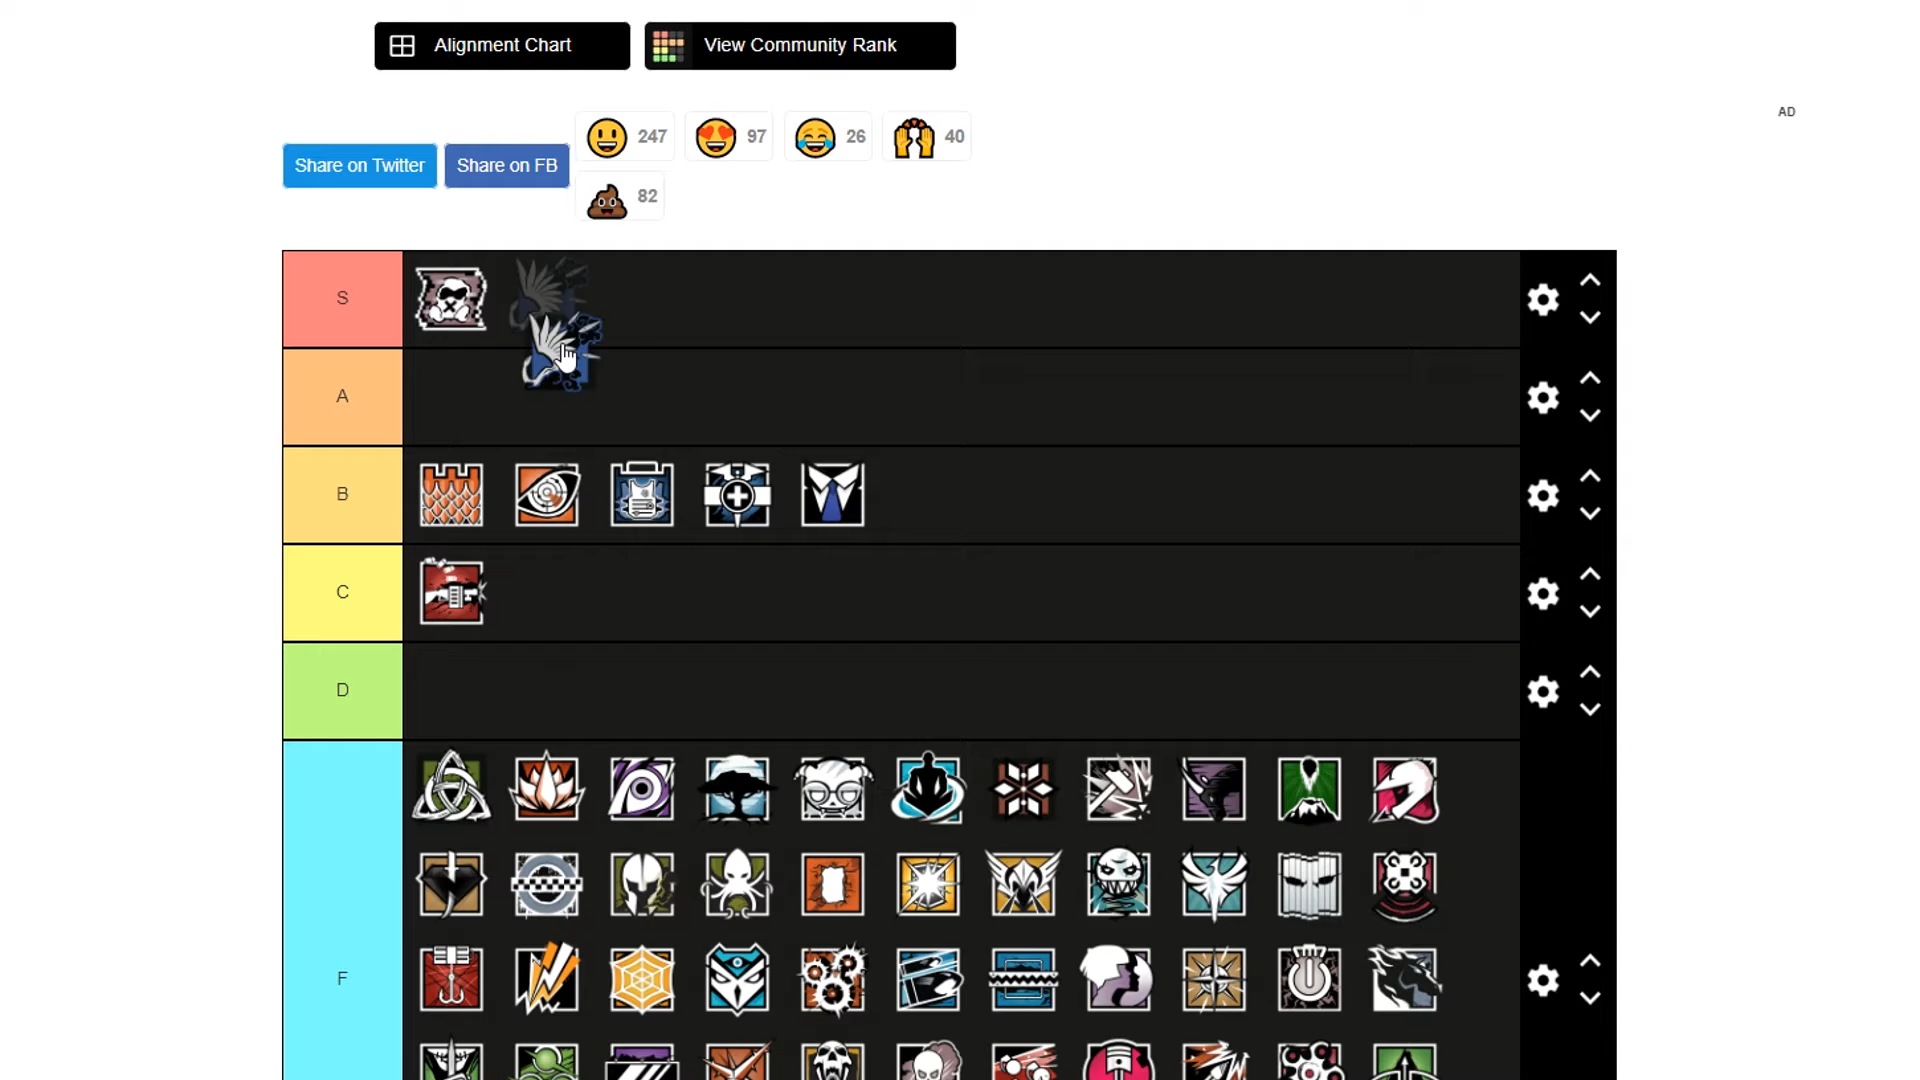 Alignment Chart
View Community Rank
AD
247
97
26
40
Share on Twitter
Share on FB
82
S
A
B
C
D
F